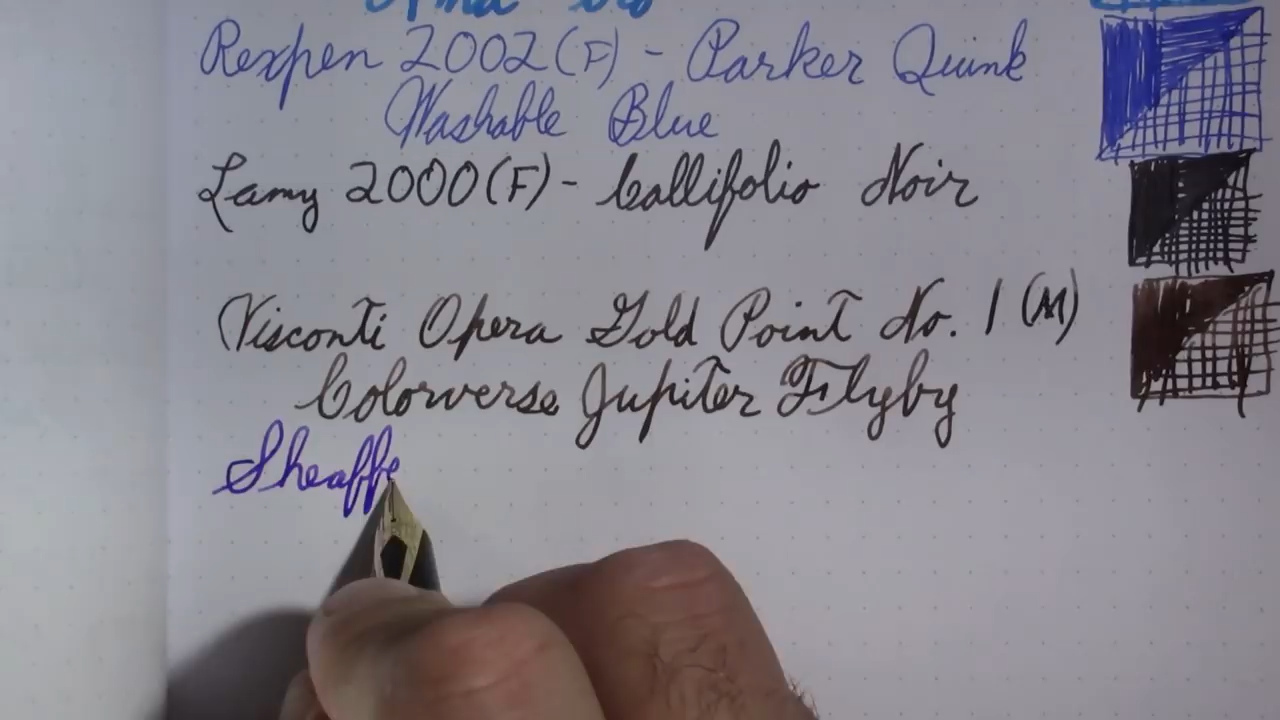 Rexpen 2002 (F) - Parker Quink
Washable Blue
Lamy 2000 (F) - Callifolio Noir
Visconti Opera Gold Point No. 1 (M)
Colorverse Jupiter Flyby
Sheaffe